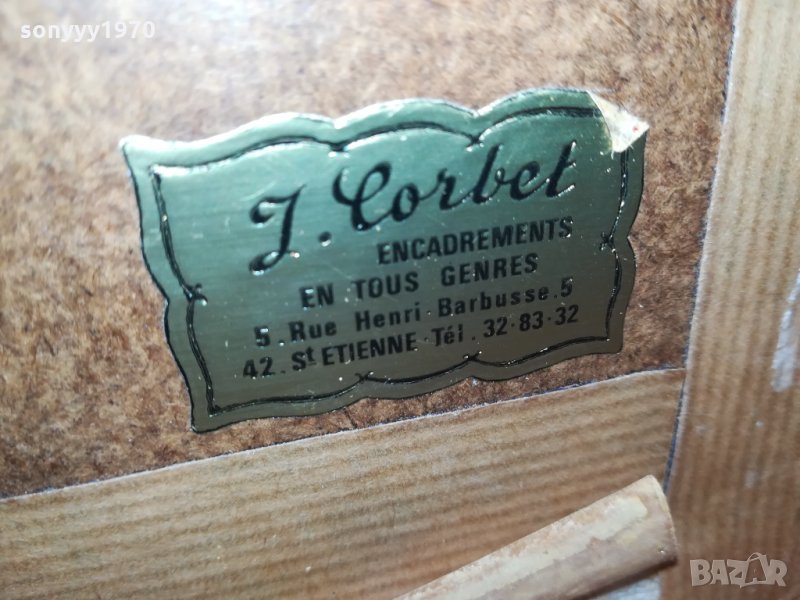 sonyyy1970
J. Corbet
ENCADREMENTS
EN TOUS GENRES
5. Rue Henri-Barbusse.5
42. St ETIENNE·Tél. 32·83·32
BAZAR